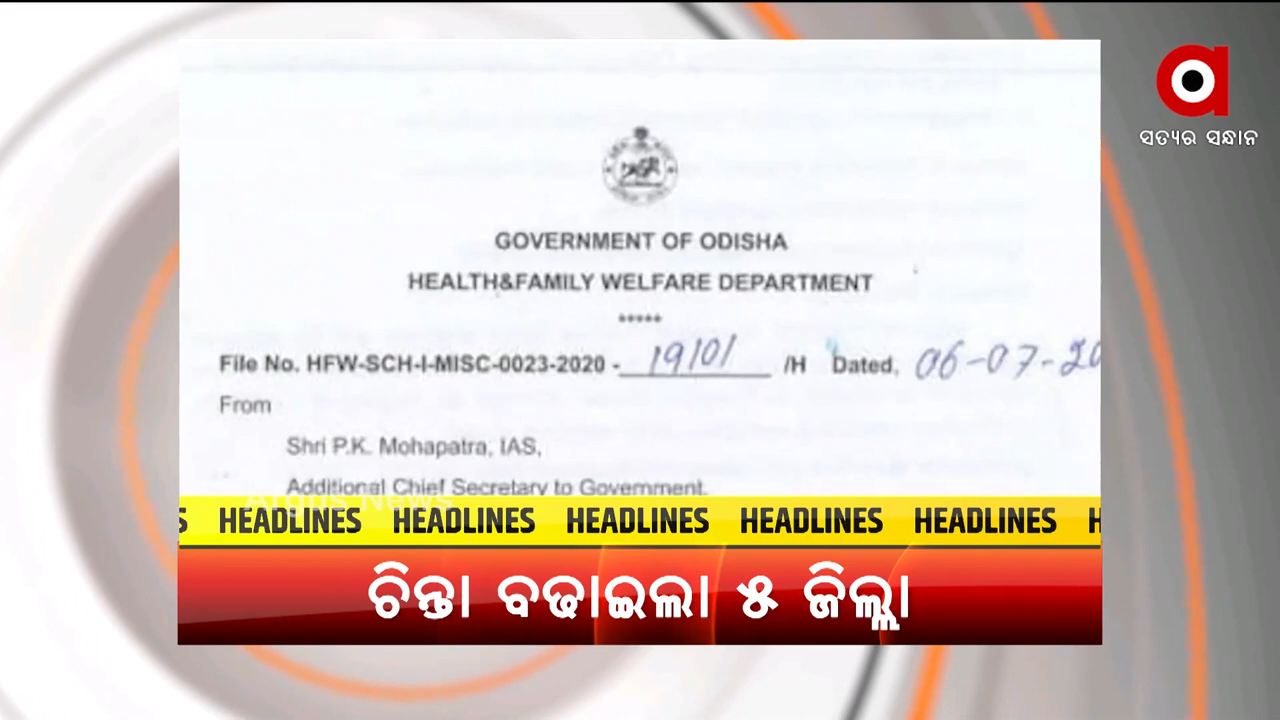 ସତ୍ୟର ସନ୍ଧାନ
GOVERNMENT OF ODISHA
HEALTH&FAMILY WELFARE DEPARTMENT
*****
File No. HFW-SCH-I-MISC-0023-2020 - 19101 /H Dated, 06-07-20
From
Shri P.K. Mohapatra, IAS,
Additional Chief Secretary to Government.
Argus News
S HEADLINES HEADLINES HEADLINES HEADLINES HEADLINES H
ଚିନ୍ତା ବଢାଇଲା ୫ ଜିଲ୍ଲା